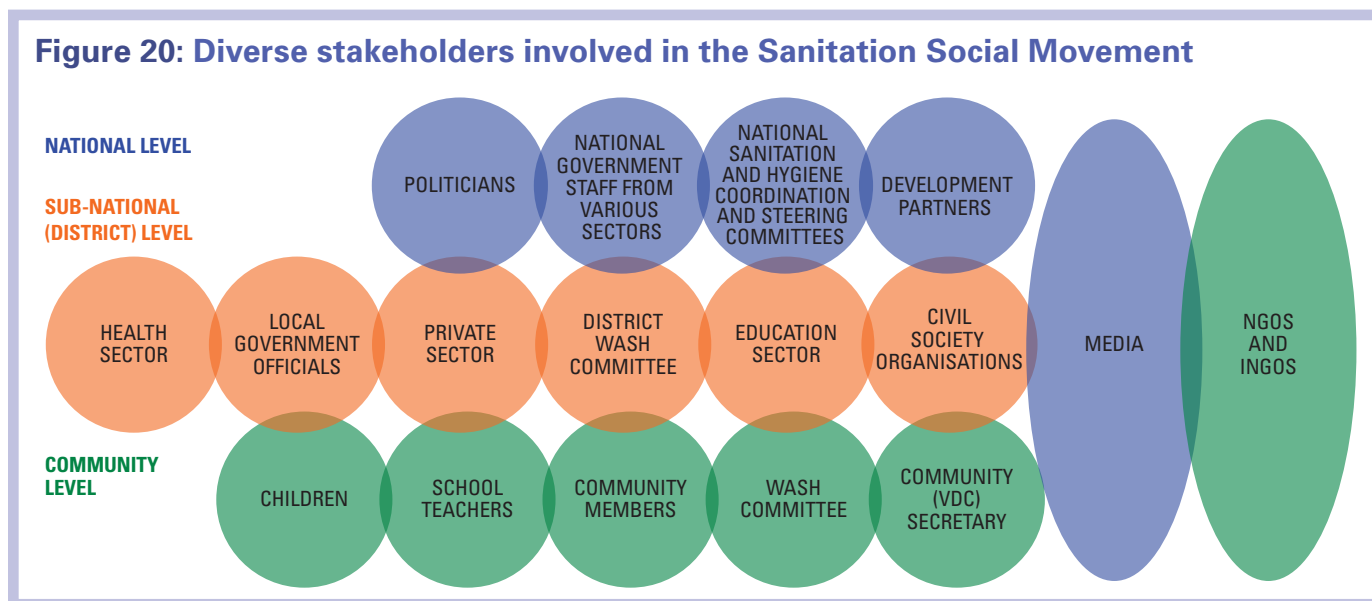 Figure 20: Diverse stakeholders involved in the Sanitation Social Movement
NATIONAL LEVEL
POLITICIANS
NATIONAL
GOVERNMENT
STAFF FROM
VARIOUS
SECTORS
NATIONAL
SANITATION
AND HYGIENE
COORDINATION
AND STEERING
COMMITTEES
DEVELOPMENT
PARTNERS
SUB-NATIONAL
(DISTRICT) LEVEL
HEALTH
SECTOR
LOCAL
GOVERNMENT
OFFICIALS
PRIVATE
SECTOR
DISTRICT
WASH
COMMITTEE
EDUCATION
SECTOR
CIVIL
SOCIETY
ORGANISATIONS
MEDIA
NGOS
AND
INGOS
COMMUNITY
LEVEL
CHILDREN
SCHOOL
TEACHERS
COMMUNITY
MEMBERS
WASH
COMMITTEE
COMMUNITY
(VDC)
SECRETARY